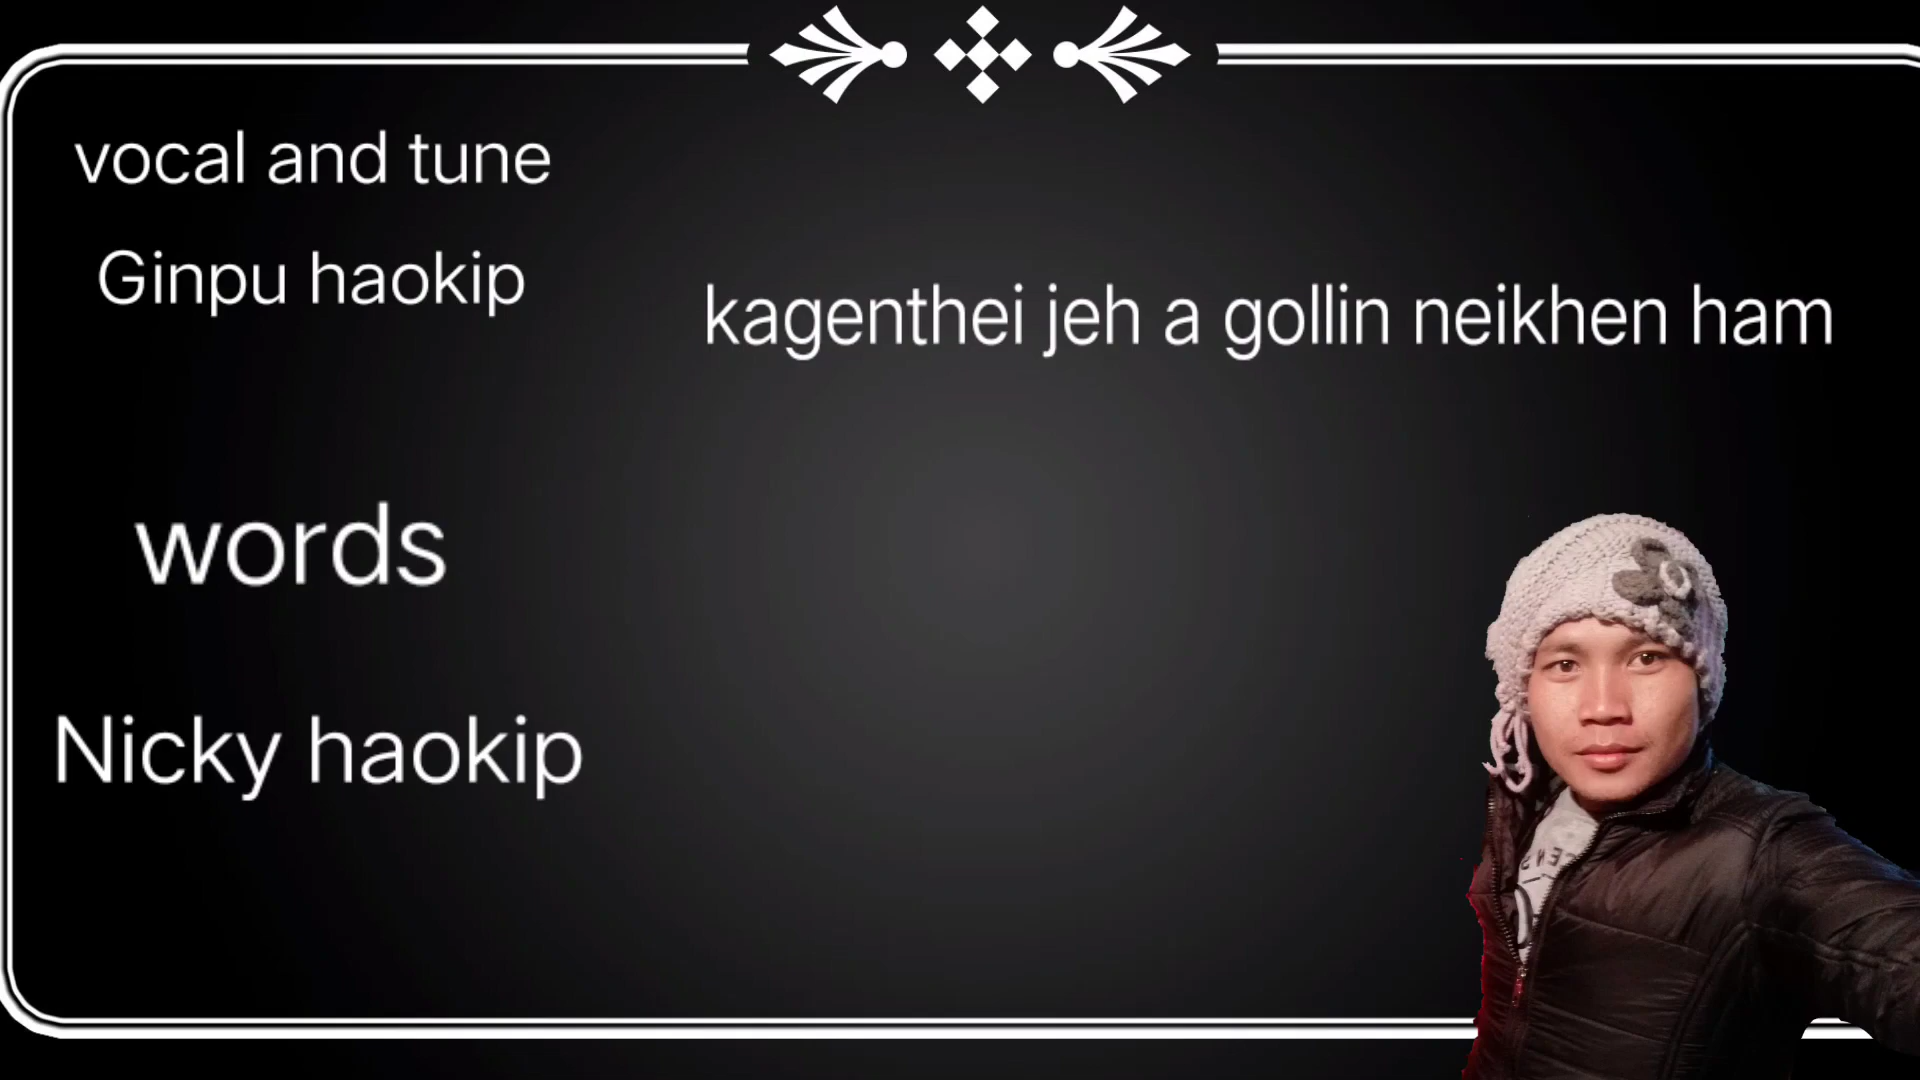 vocal and tune
Ginpu haokip
kagenthei jeh a gollin neikhen ham
words
Nicky haokip